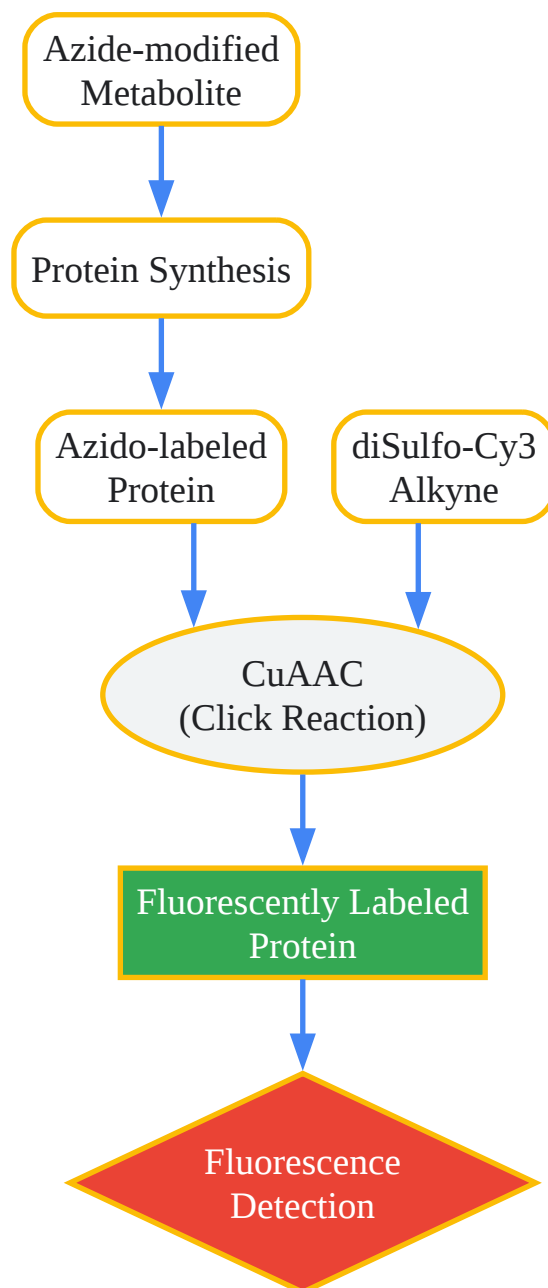 Azide-modified
Metabolite
Protein Synthesis
Azido-labeled
Protein
diSulfo-Cy3
Alkyne
CuAAC
(Click Reaction)
Fluorescently Labeled
Protein
Fluorescence
Detection